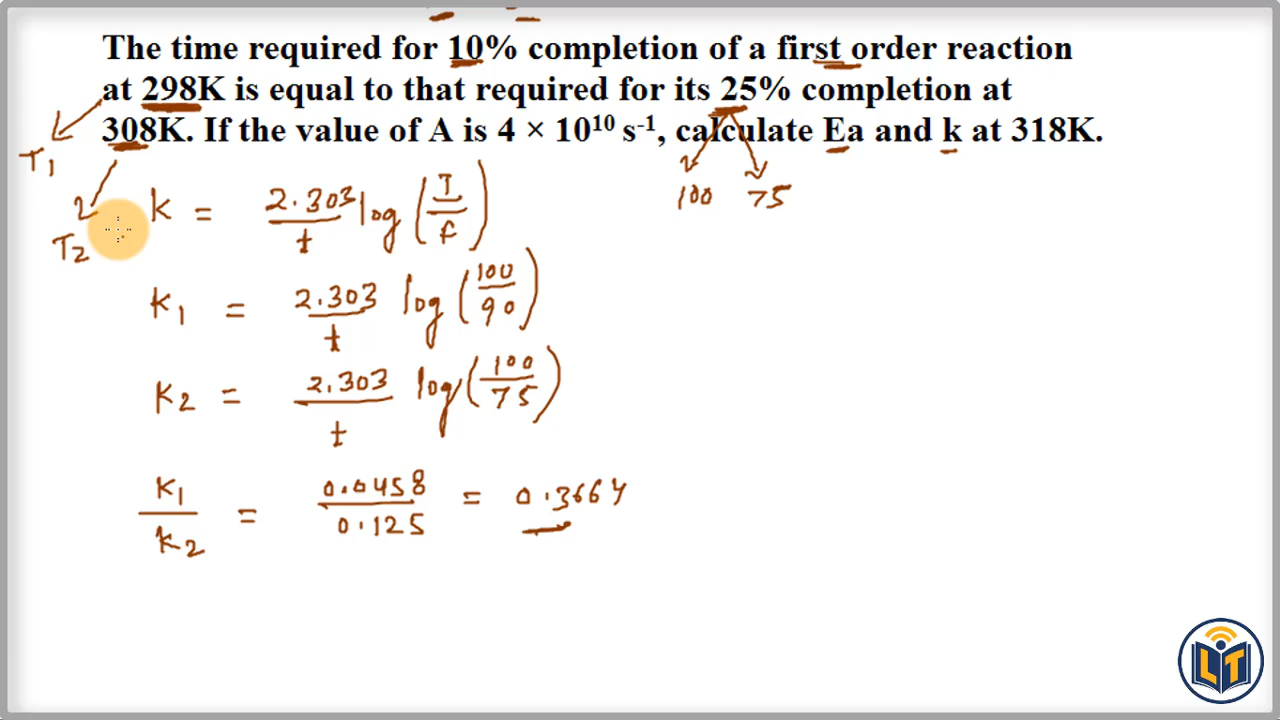 The time required for 10% completion of a first order reaction
at 298K is equal to that required for its 25% completion at
308K. If the value of A is 4 × 10¹⁰ s⁻¹, calculate Ea and k at 318K.
T1
T2
100 75
k = 2.303/t log (I/F)
K1 = 2.303/t log (100/90)
K2 = 2.303/t log (100/75)
K1/K2 = 0.0458/0.125 = 0.3664
LT